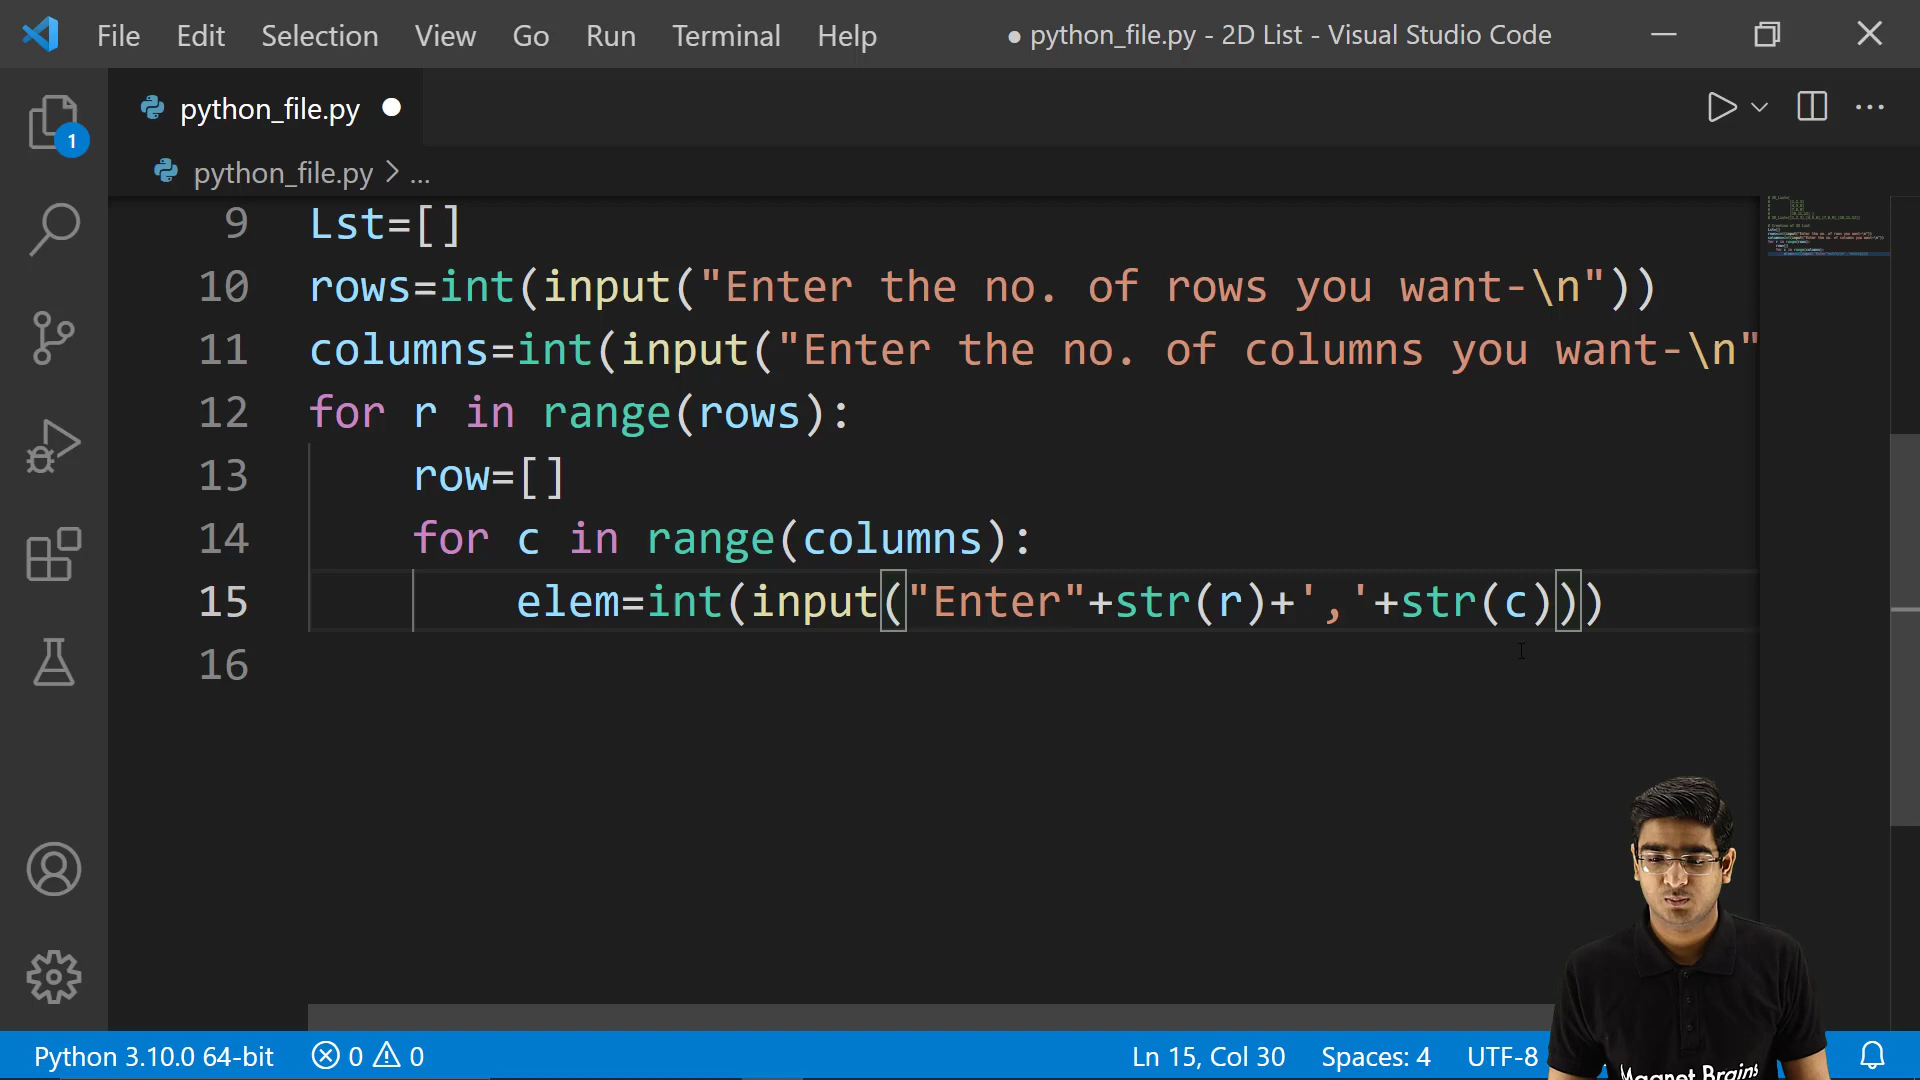 File Edit Selection View Go Run Terminal Help
● python_file.py - 2D List - Visual Studio Code
python_file.py ●
1
python_file.py > ...
9 Lst=[]
10 rows=int(input("Enter the no. of rows you want-\n"))
11 columns=int(input("Enter the no. of columns you want-\n"
12 for r in range(rows):
13 row=[]
14 for c in range(columns):
15 elem=int(input("Enter"+str(r)+','+str(c)))
16
Python 3.10.0 64-bit 0 0 Ln 15, Col 30 Spaces: 4 UTF-8
Magnet Brains